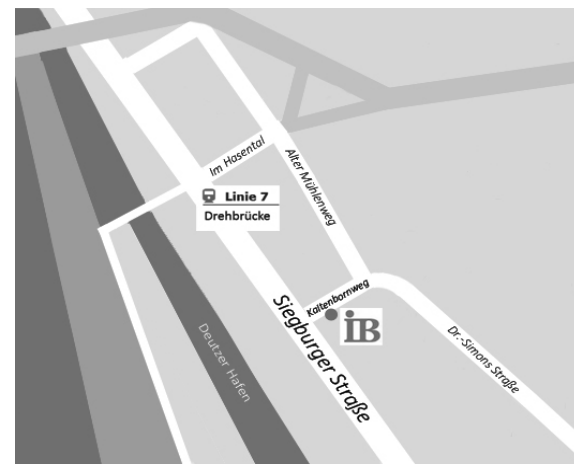 Im Hasental
Alter Mühlenweg
Linie 7
Drehbrücke
Kaltenbornweg
iB
Siegburger Straße
Deutzer Hafen
Dr.-Simons Straße